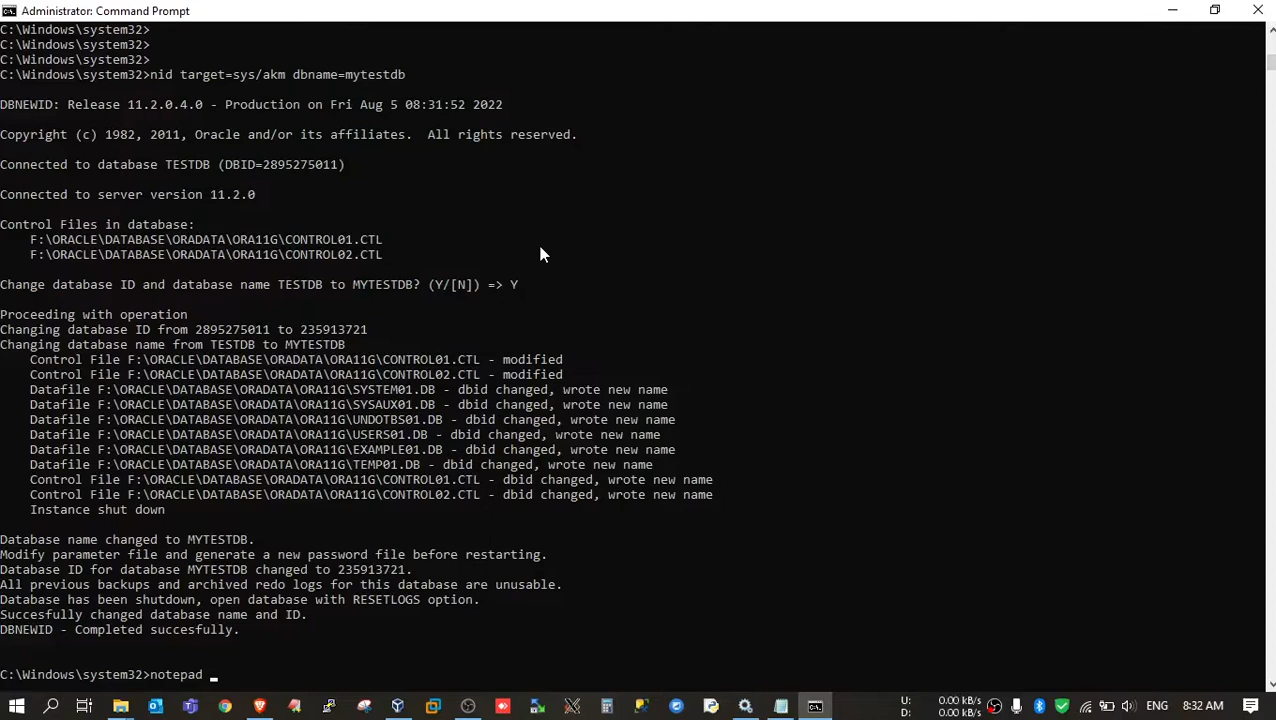 Administrator: Command Prompt
C:\Windows\system32>
C:\Windows\system32>
C:\Windows\system32>
C:\Windows\system32>nid target=sys/akm dbname=mytestdb
DBNEWID: Release 11.2.0.4.0 - Production on Fri Aug 5 08:31:52 2022
Copyright (c) 1982, 2011, Oracle and/or its affiliates.  All rights reserved.
Connected to database TESTDB (DBID=2895275011)
Connected to server version 11.2.0
Control Files in database:
F:\ORACLE\DATABASE\ORADATA\ORA11G\CONTROL01.CTL
F:\ORACLE\DATABASE\ORADATA\ORA11G\CONTROL02.CTL
Change database ID and database name TESTDB to MYTESTDB? (Y/[N]) => Y
Proceeding with operation
Changing database ID from 2895275011 to 235913721
Changing database name from TESTDB to MYTESTDB
Control File F:\ORACLE\DATABASE\ORADATA\ORA11G\CONTROL01.CTL - modified
Control File F:\ORACLE\DATABASE\ORADATA\ORA11G\CONTROL02.CTL - modified
Datafile F:\ORACLE\DATABASE\ORADATA\ORA11G\SYSTEM01.DB - dbid changed, wrote new name
Datafile F:\ORACLE\DATABASE\ORADATA\ORA11G\SYSAUX01.DB - dbid changed, wrote new name
Datafile F:\ORACLE\DATABASE\ORADATA\ORA11G\UNDOTBS01.DB - dbid changed, wrote new name
Datafile F:\ORACLE\DATABASE\ORADATA\ORA11G\USERS01.DB - dbid changed, wrote new name
Datafile F:\ORACLE\DATABASE\ORADATA\ORA11G\EXAMPLE01.DB - dbid changed, wrote new name
Datafile F:\ORACLE\DATABASE\ORADATA\ORA11G\TEMP01.DB - dbid changed, wrote new name
Control File F:\ORACLE\DATABASE\ORADATA\ORA11G\CONTROL01.CTL - dbid changed, wrote new name
Control File F:\ORACLE\DATABASE\ORADATA\ORA11G\CONTROL02.CTL - dbid changed, wrote new name
Instance shut down
Database name changed to MYTESTDB.
Modify parameter file and generate a new password file before restarting.
Database ID for database MYTESTDB changed to 235913721.
All previous backups and archived redo logs for this database are unusable.
Database has been shutdown, open database with RESETLOGS option.
Succesfully changed database name and ID.
DBNEWID - Completed succesfully.
C:\Windows\system32>notepad _
U: 0.00 kB/s
D: 0.00 kB/s
ENG
8:32 AM